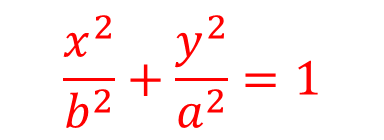 x²/b² + y²/a² = 1